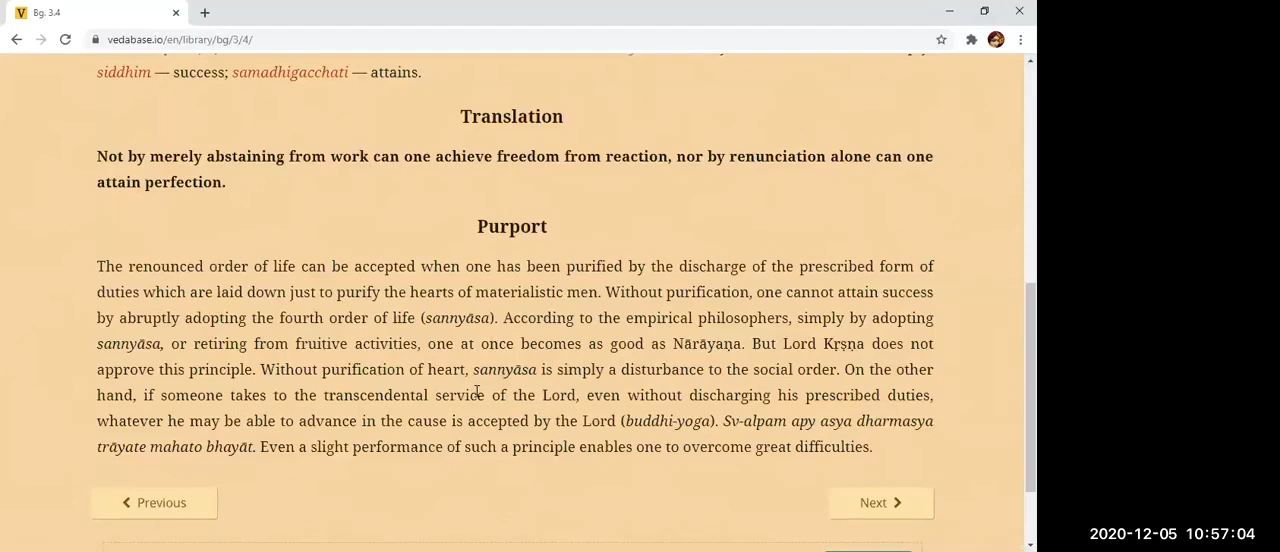 Bg. 3.4
vedabase.io/en/library/bg/3/4/
siddhim — success; samadhigacchati — attains.
Translation
Not by merely abstaining from work can one achieve freedom from reaction, nor by renunciation alone can one
attain perfection.
Purport
The renounced order of life can be accepted when one has been purified by the discharge of the prescribed form of
duties which are laid down just to purify the hearts of materialistic men. Without purification, one cannot attain success
by abruptly adopting the fourth order of life (sannyāsa). According to the empirical philosophers, simply by adopting
sannyāsa, or retiring from fruitive activities, one at once becomes as good as Nārāyaṇa. But Lord Kṛṣṇa does not
approve this principle. Without purification of heart, sannyāsa is simply a disturbance to the social order. On the other
hand, if someone takes to the transcendental service of the Lord, even without discharging his prescribed duties,
whatever he may be able to advance in the cause is accepted by the Lord (buddhi-yoga). Sv-alpam apy asya dharmasya
trāyate mahato bhayāt. Even a slight performance of such a principle enables one to overcome great difficulties.
Previous
Next
2020-12-05 10:57:04